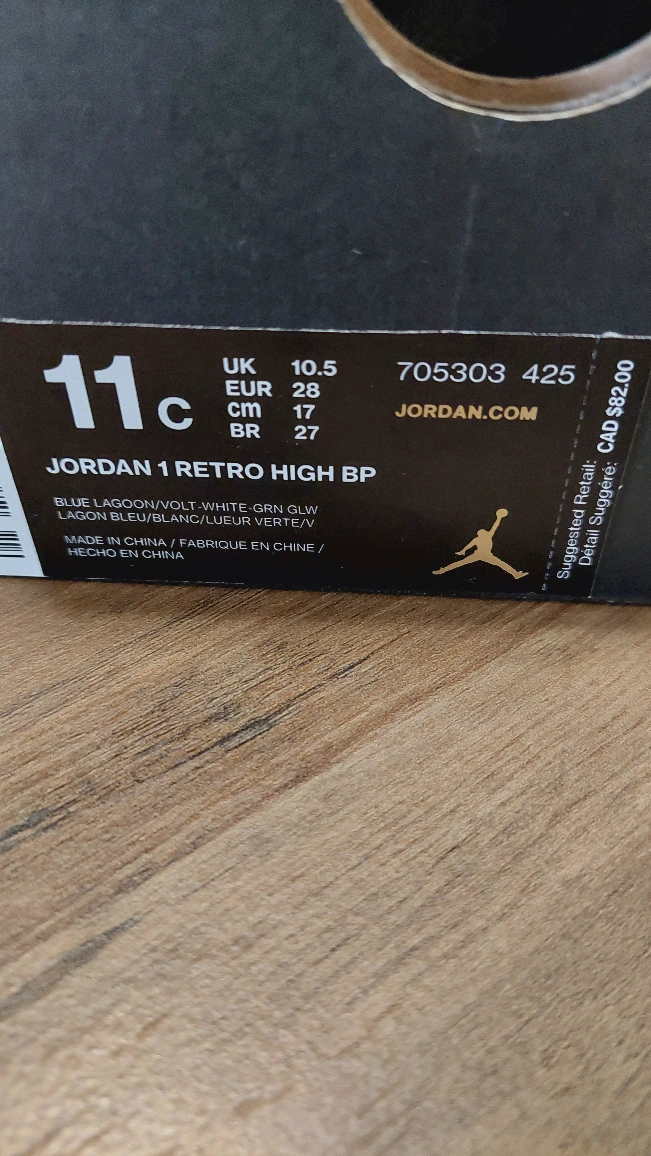 11 C
UK 10.5
EUR 28
cm 17
BR 27
705303 425
JORDAN.COM
JORDAN 1 RETRO HIGH BP
BLUE LAGOON/VOLT-WHITE-GRN GLW
LAGON BLEU/BLANC/LUEUR VERTE/V
MADE IN CHINA / FABRIQUE EN CHINE /
HECHO EN CHINA
Suggested Retail:
Détail Suggéré: CAD $82.00